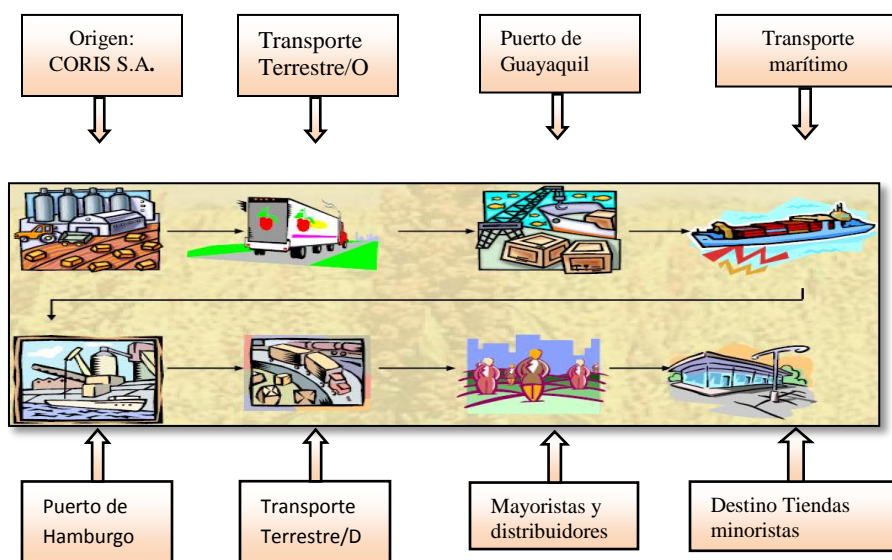 Origen:
CORIS S.A.
Transporte
Terrestre/O
Puerto de
Guayaquil
Transporte
marítimo
Puerto de
Hamburgo
Transporte
Terrestre/D
Mayoristas y
distribuidores
Destino Tiendas
minoristas